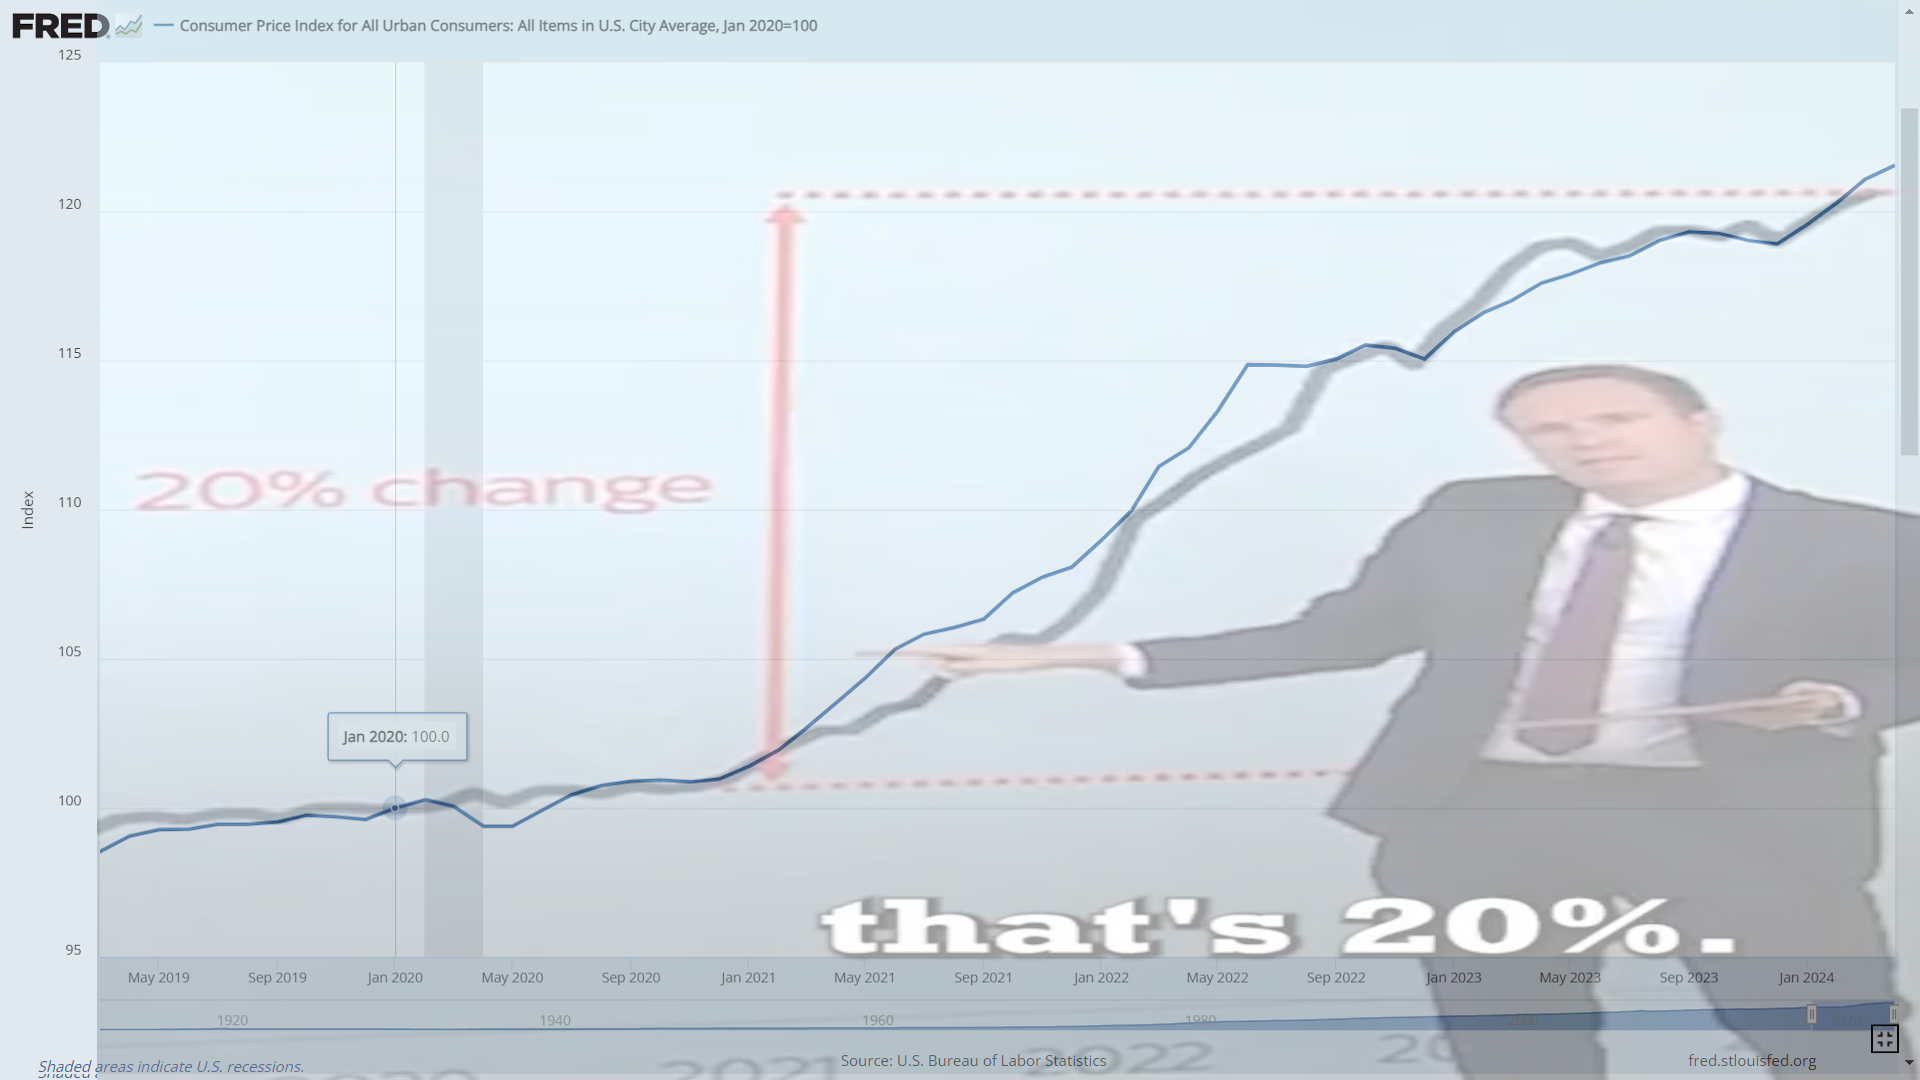 FRED
Consumer Price Index for All Urban Consumers: All Items in U.S. City Average, Jan 2020=100
125
120
115
110
105
100
95
Index
20% change
Jan 2020: 100.0
that's 20%.
May 2019 Sep 2019 Jan 2020 May 2020 Sep 2020 Jan 2021 May 2021 Sep 2021 Jan 2022 May 2022 Sep 2022 Jan 2023 May 2023 Sep 2023 Jan 2024
1920 1940 1960 1980 2000 2020
Shaded areas indicate U.S. recessions.
Source: U.S. Bureau of Labor Statistics
fred.stlouisfed.org
2020 2021 2022